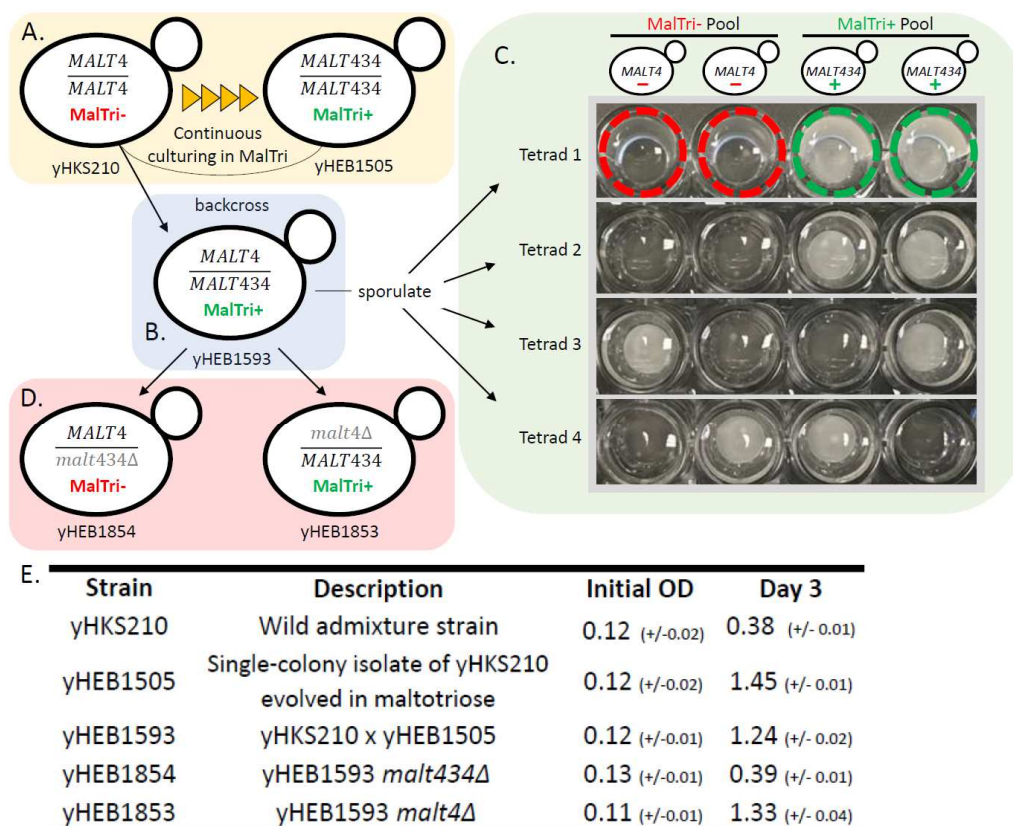 A.
MALT4
MALT4
MalTri-
yHKS210
Continuous
culturing in MalTri
MALT434
MALT434
MalTri+
yHEB1505
backcross
MALT4
MALT434
MalTri+
B.
yHEB1593
sporulate
C.
MalTri- Pool
MalTri+ Pool
MALT4
−
MALT4
−
MALT434
+
MALT434
+
Tetrad 1
Tetrad 2
Tetrad 3
Tetrad 4
D.
MALT4
malt434Δ
MalTri-
yHEB1854
malt4Δ
MALT434
MalTri+
yHEB1853
E.
Strain Description Initial OD Day 3
yHKS210 Wild admixture strain 0.12 (+/-0.02) 0.38 (+/- 0.01)
yHEB1505 Single-colony isolate of yHKS210 evolved in maltotriose 0.12 (+/-0.02) 1.45 (+/- 0.01)
yHEB1593 yHKS210 x yHEB1505 0.12 (+/-0.01) 1.24 (+/- 0.02)
yHEB1854 yHEB1593 malt434Δ 0.13 (+/-0.01) 0.39 (+/- 0.01)
yHEB1853 yHEB1593 malt4Δ 0.11 (+/-0.01) 1.33 (+/- 0.04)